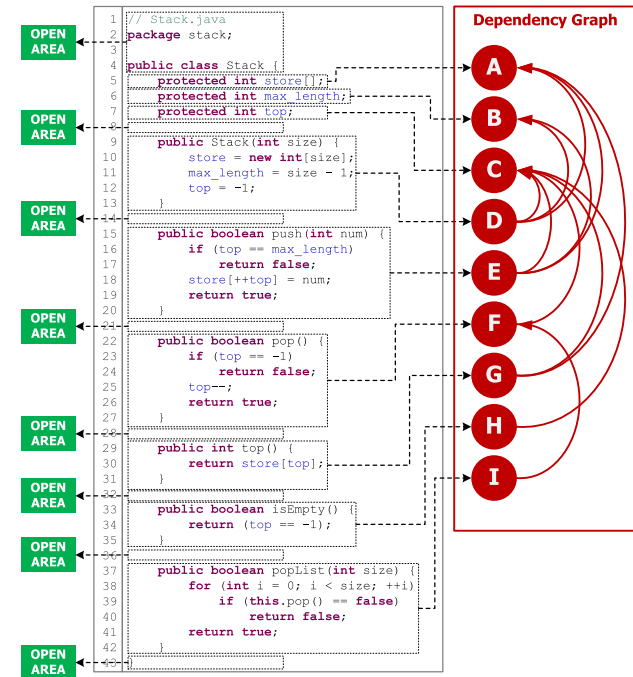 Dependency Graph
OPEN
AREA
1 // Stack.java
2 package stack;
3
4 public class Stack {
5 protected int store[];
6 protected int max_length;
7 protected int top;
8
9 public Stack(int size) {
10 store = new int[size];
11 max_length = size - 1;
12 top = -1;
13 }
14
15 public boolean push(int num) {
16 if (top == max_length)
17 return false;
18 store[++top] = num;
19 return true;
20 }
21
22 public boolean pop() {
23 if (top == -1)
24 return false;
25 top--;
26 return true;
27 }
28
29 public int top() {
30 return store[top];
31 }
32
33 public boolean isEmpty() {
34 return (top == -1);
35 }
36
37 public boolean popList(int size) {
38 for (int i = 0; i < size; ++i)
39 if (this.pop() == false)
40 return false;
41 return true;
42 }
43 }
OPEN
AREA
OPEN
AREA
OPEN
AREA
OPEN
AREA
OPEN
AREA
OPEN
AREA
OPEN
AREA
A
B
C
D
E
F
G
H
I